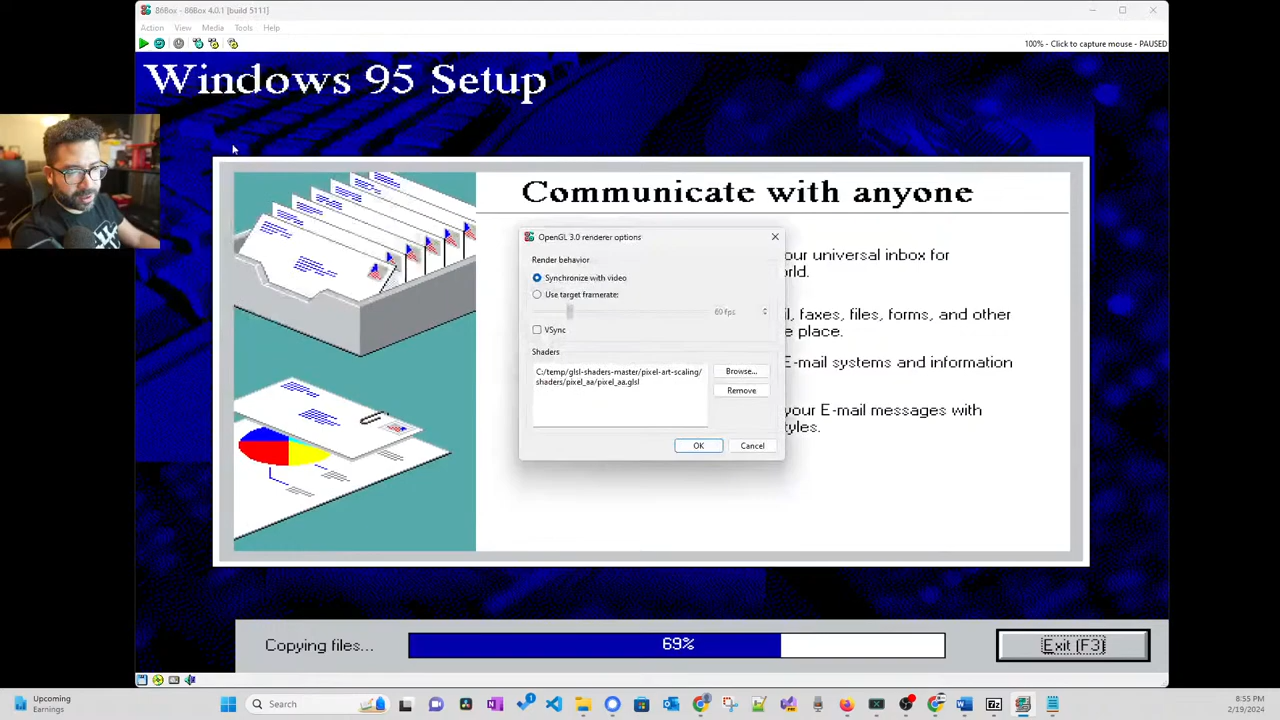 86Box - 86Box 4.0.1 [build 5111]
Action View Media Tools Help
100% - Click to capture mouse - PAUSED
Windows 95 Setup
Communicate with anyone
our universal inbox for
orld.
il, faxes, files, forms, and other
e place.
E-mail systems and information
your E-mail messages with
tyles.
OpenGL 3.0 renderer options
Render behavior
Synchronize with video
Use target framerate:
60 fps
VSync
Shaders
C:/temp/glsl-shaders-master/pixel-art-scaling/
shaders/pixel_aa/pixel_aa.glsl
Browse...
Remove
OK Cancel
Copying files... 69% Exit (F3)
Upcoming
Earnings
Search
8:55 PM
2/19/2024